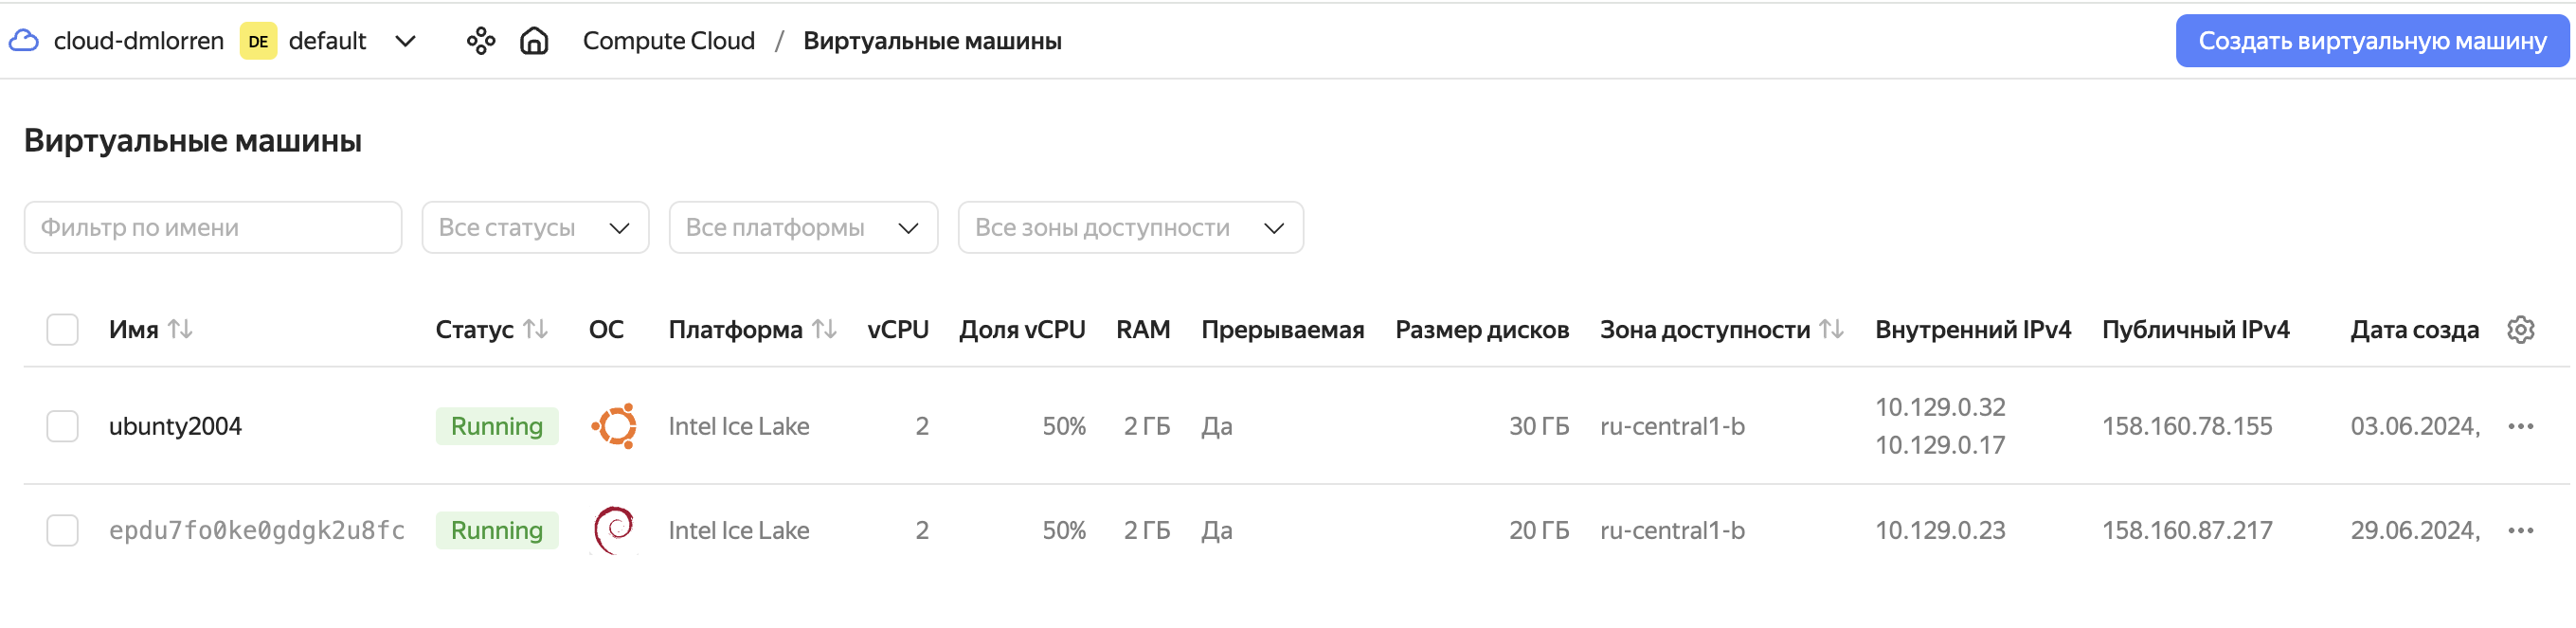 cloud-dmlorren DE default Compute Cloud / Виртуальные машины Создать виртуальную машину
Виртуальные машины
Фильтр по имени Все статусы Все платформы Все зоны доступности
Имя Статус ОС Платформа vCPU Доля vCPU RAM Прерываемая Размер дисков Зона доступности Внутренний IPv4 Публичный IPv4 Дата созда
ubunty2004 Running Intel Ice Lake 2 50% 2 ГБ Да 30 ГБ ru-central1-b 10.129.0.32 158.160.78.155 03.06.2024,
10.129.0.17
epdu7fo0ke0gdgk2u8fc Running Intel Ice Lake 2 50% 2 ГБ Да 20 ГБ ru-central1-b 10.129.0.23 158.160.87.217 29.06.2024,